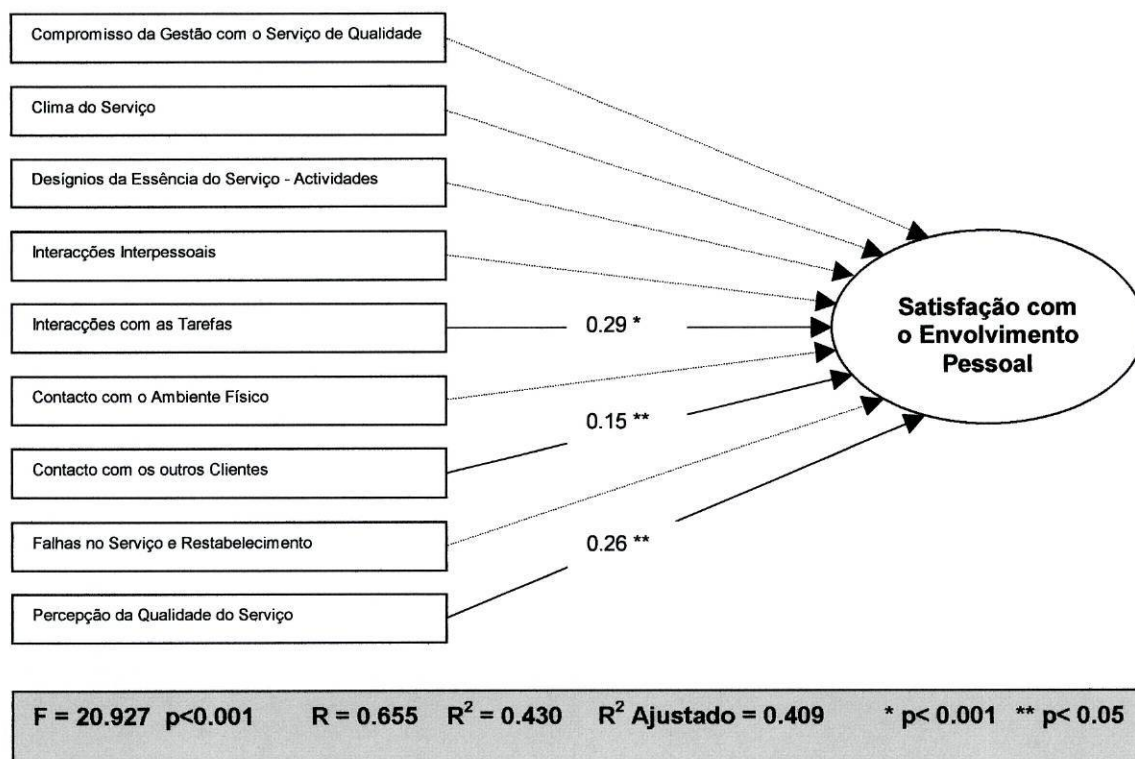 Compromisso da Gestão com o Serviço de Qualidade
Clima do Serviço
Desígnios da Essência do Serviço - Actividades
Interacções Interpessoais
Interacções com as Tarefas
0.29 *
Satisfação com
o Envolvimento
Pessoal
Contacto com o Ambiente Físico
0.15 **
Contacto com os outros Clientes
Falhas no Serviço e Restabelecimento
0.26 **
Percepção da Qualidade do Serviço
F = 20.927 p<0.001 R = 0.655 R² = 0.430 R² Ajustado = 0.409 * p< 0.001 ** p< 0.05